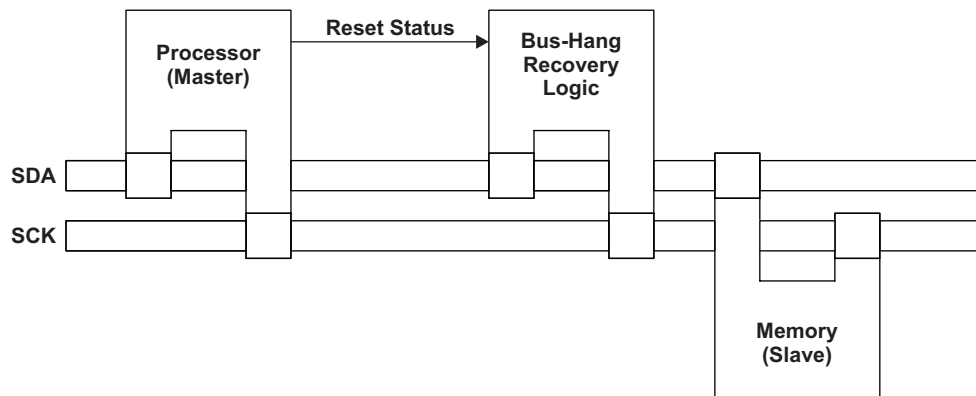 Reset Status
Processor
(Master)
Bus-Hang
Recovery
Logic
SDA
SCK
Memory
(Slave)